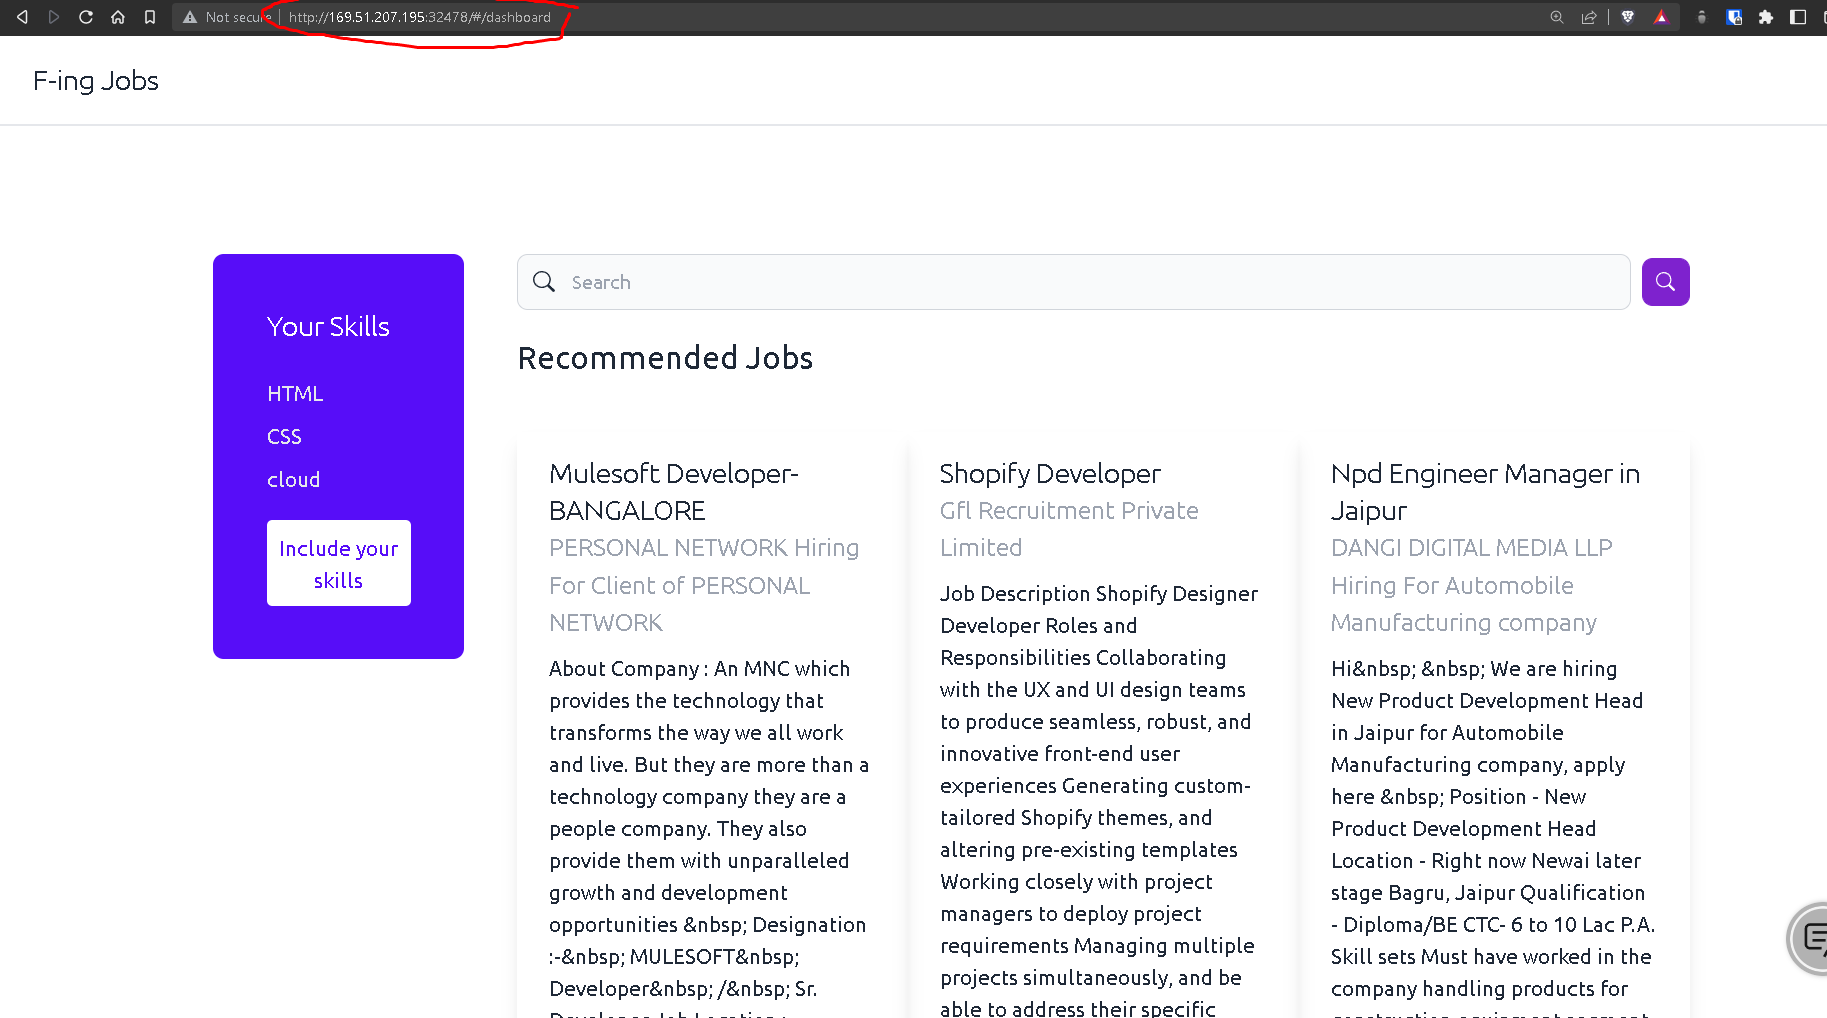 Not secure http://169.51.207.195:32478/#/dashboard
F-ing Jobs
Your Skills
HTML
CSS
cloud
Include your
skills
Search
Recommended Jobs
Mulesoft Developer-
BANGALORE
PERSONAL NETWORK Hiring
For Client of PERSONAL
NETWORK
About Company : An MNC which
provides the technology that
transforms the way we all work
and live. But they are more than a
technology company they are a
people company. They also
provide them with unparalleled
growth and development
opportunities &nbsp; Designation
:-&nbsp; MULESOFT&nbsp;
Developer&nbsp; /&nbsp; Sr.
Developer Job Location :
Shopify Developer
Gfl Recruitment Private
Limited
Job Description Shopify Designer
Developer Roles and
Responsibilities Collaborating
with the UX and UI design teams
to produce seamless, robust, and
innovative front-end user
experiences Generating custom-
tailored Shopify themes, and
altering pre-existing templates
Working closely with project
managers to deploy project
requirements Managing multiple
projects simultaneously, and be
able to address their specific
Npd Engineer Manager in
Jaipur
DANGI DIGITAL MEDIA LLP
Hiring For Automobile
Manufacturing company
Hi&nbsp; &nbsp; We are hiring
New Product Development Head
in Jaipur for Automobile
Manufacturing company, apply
here &nbsp; Position - New
Product Development Head
Location - Right now Newai later
stage Bagru, Jaipur Qualification
- Diploma/BE CTC- 6 to 10 Lac P.A.
Skill sets Must have worked in the
company handling products for
construction equipment segment